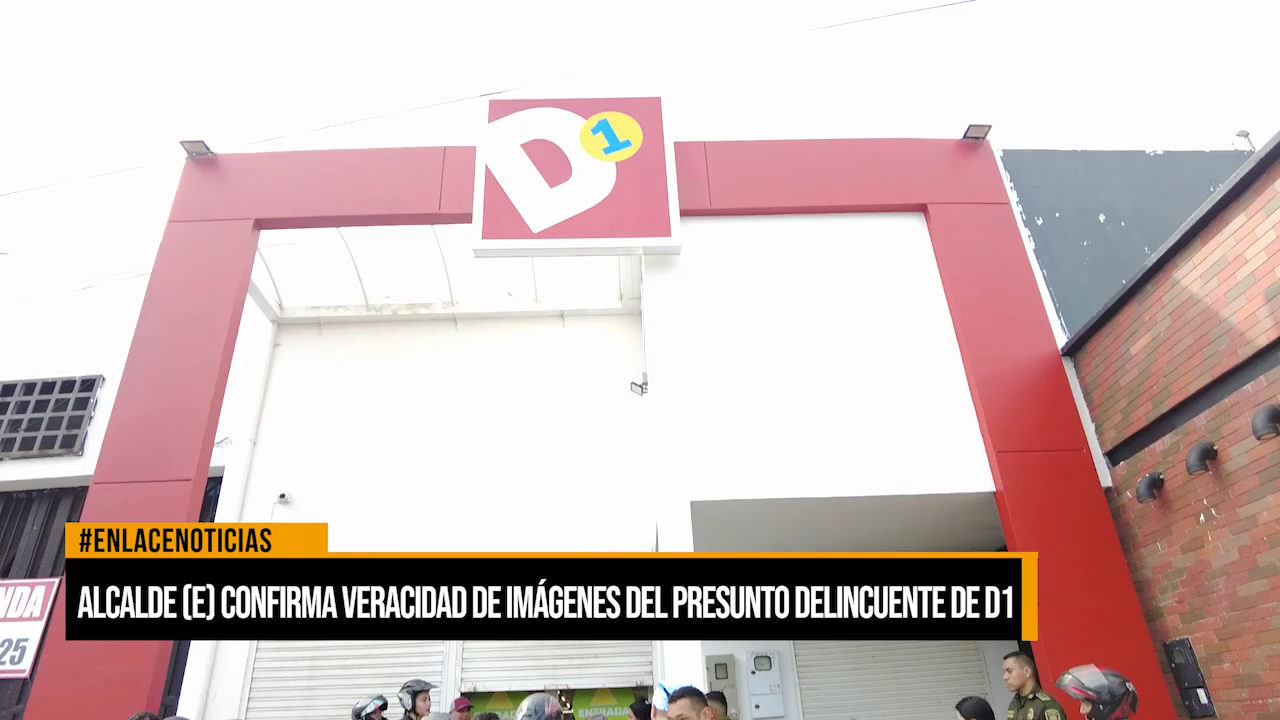 D1
#ENLACENOTICIAS
ALCALDE (E) CONFIRMA VERACIDAD DE IMÁGENES DEL PRESUNTO DELINCUENTE DE D1
NDA
25
ENTRADA